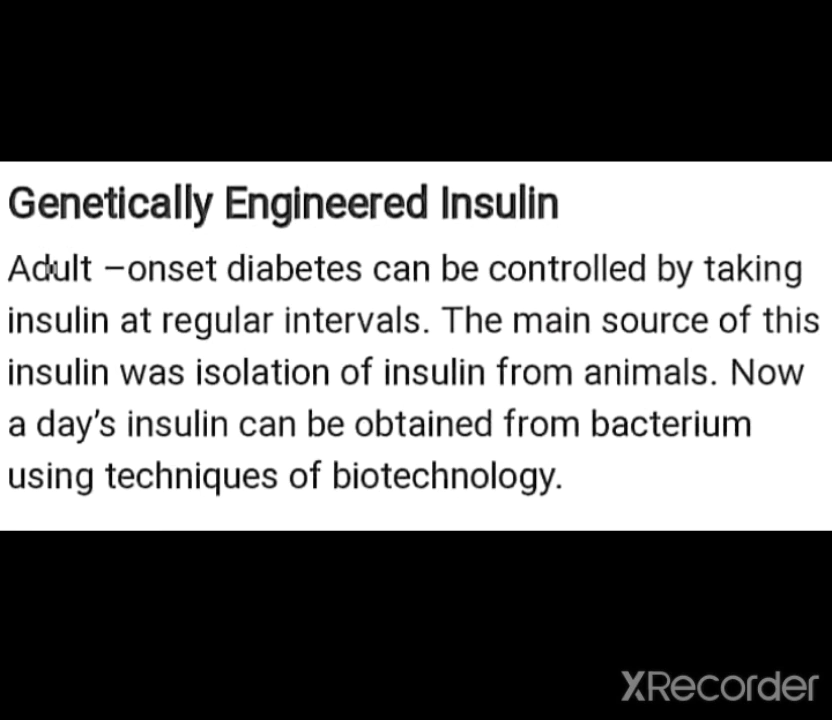 Genetically Engineered Insulin
Adult –onset diabetes can be controlled by taking
insulin at regular intervals. The main source of this
insulin was isolation of insulin from animals. Now
a day’s insulin can be obtained from bacterium
using techniques of biotechnology.
XRecorder